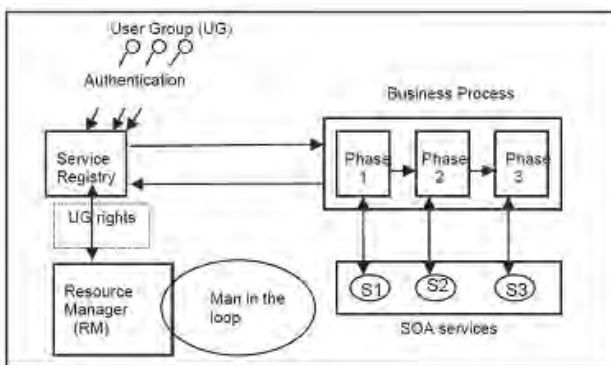 User Group (UG)
Authentication
Business Process
Service
Registry
Phase
1
Phase
2
Phase
3
UG rights
Resource
Manager
(RM)
Man in the
loop
S1
S2
S3
SOA services